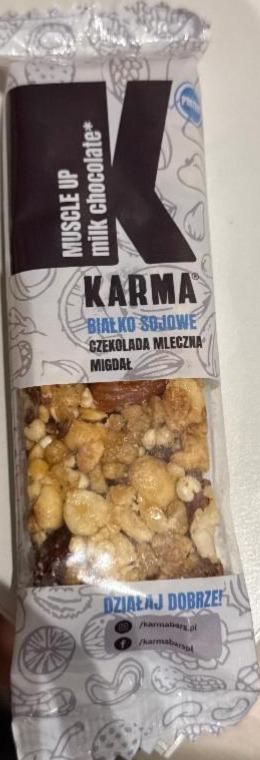 K
MUSCLE UP
milk chocolate*
KARMA®
BIAŁKO SOJOWE
CZEKOLADA MLECZNA*
MIGDAŁ
DZIAŁAJ DOBRZE!
/karmabars.pl
/karmabarspl